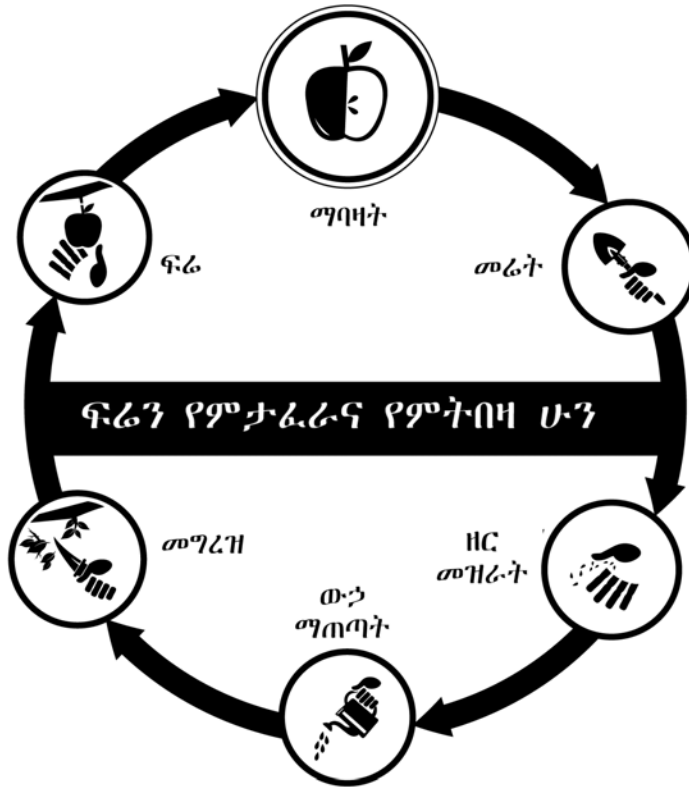 ማባዛት
ፍሬ
መሬት
ፍሬን የምታፈራና የምትበዛ ሁን
መግረዝ
ዘር
መዝራት
ውኃ
ማጠጣት